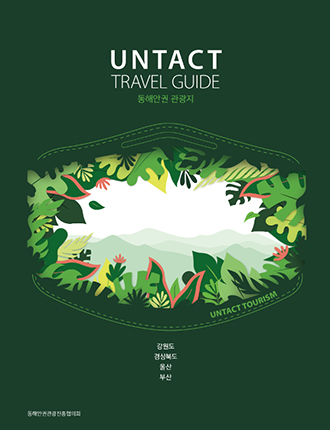 UNTACT
TRAVEL GUIDE
동해안권 관광지
UNTACT TOURISM
강원도
경상북도
울산
부산
동해안권관광진흥협의회